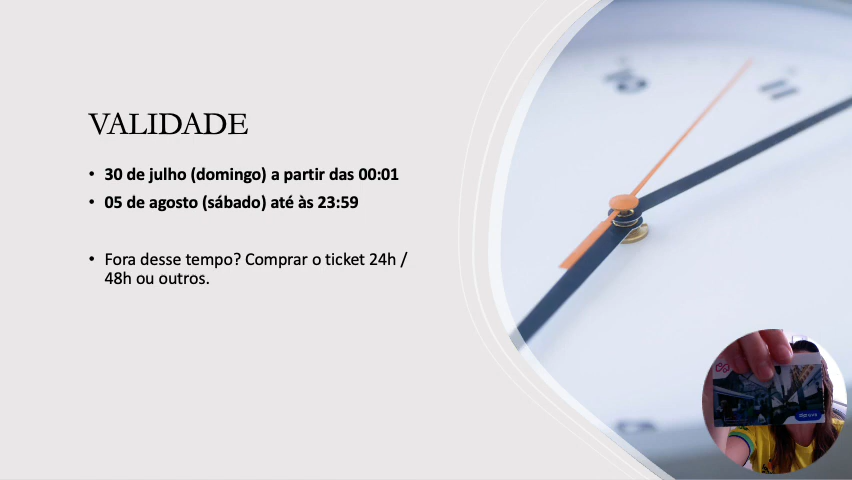 VALIDADE
• 30 de julho (domingo) a partir das 00:01
• 05 de agosto (sábado) até às 23:59
• Fora desse tempo? Comprar o ticket 24h /
48h ou outros.